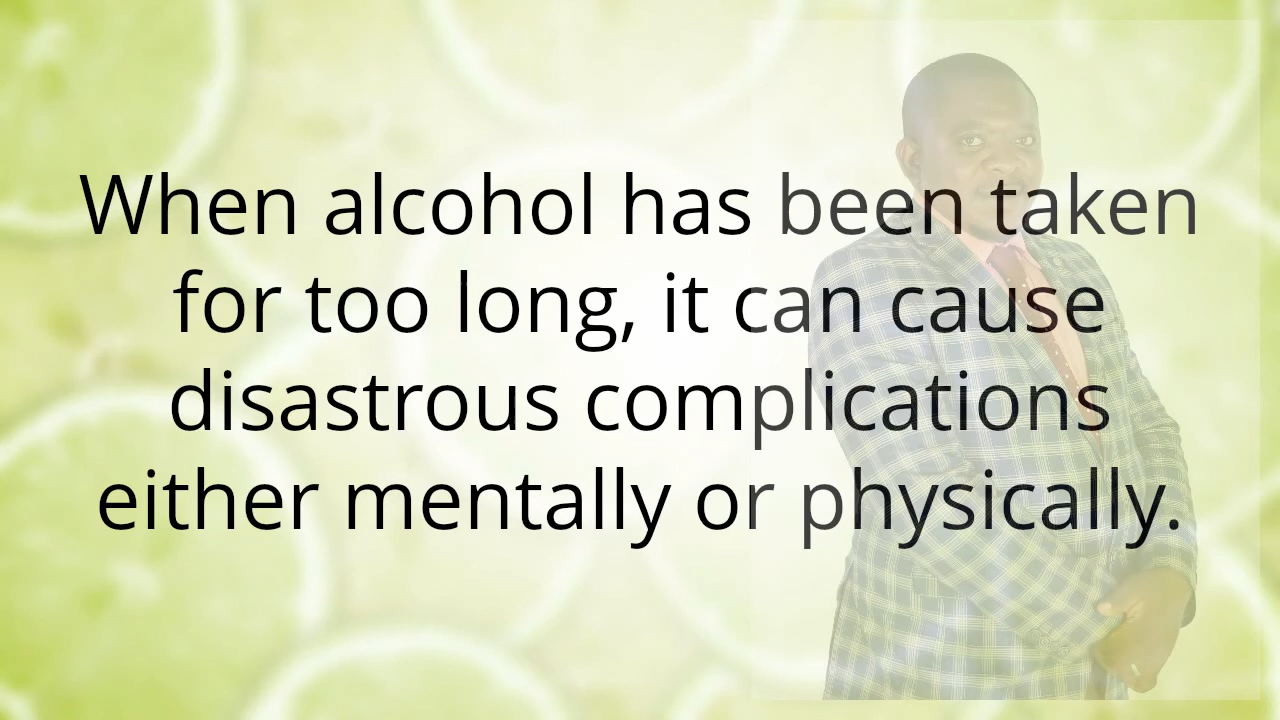 When alcohol has been taken
for too long, it can cause
disastrous complications
either mentally or physically.